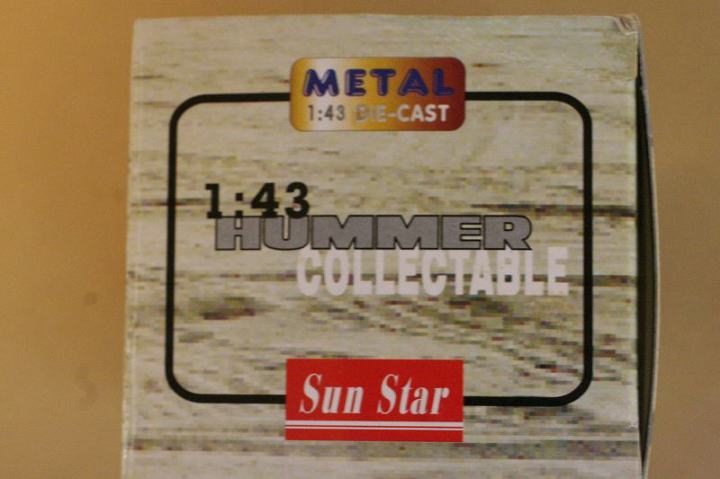 METAL
1:43 DIE-CAST
1:43
HUMMER
COLLECTABLE
Sun Star